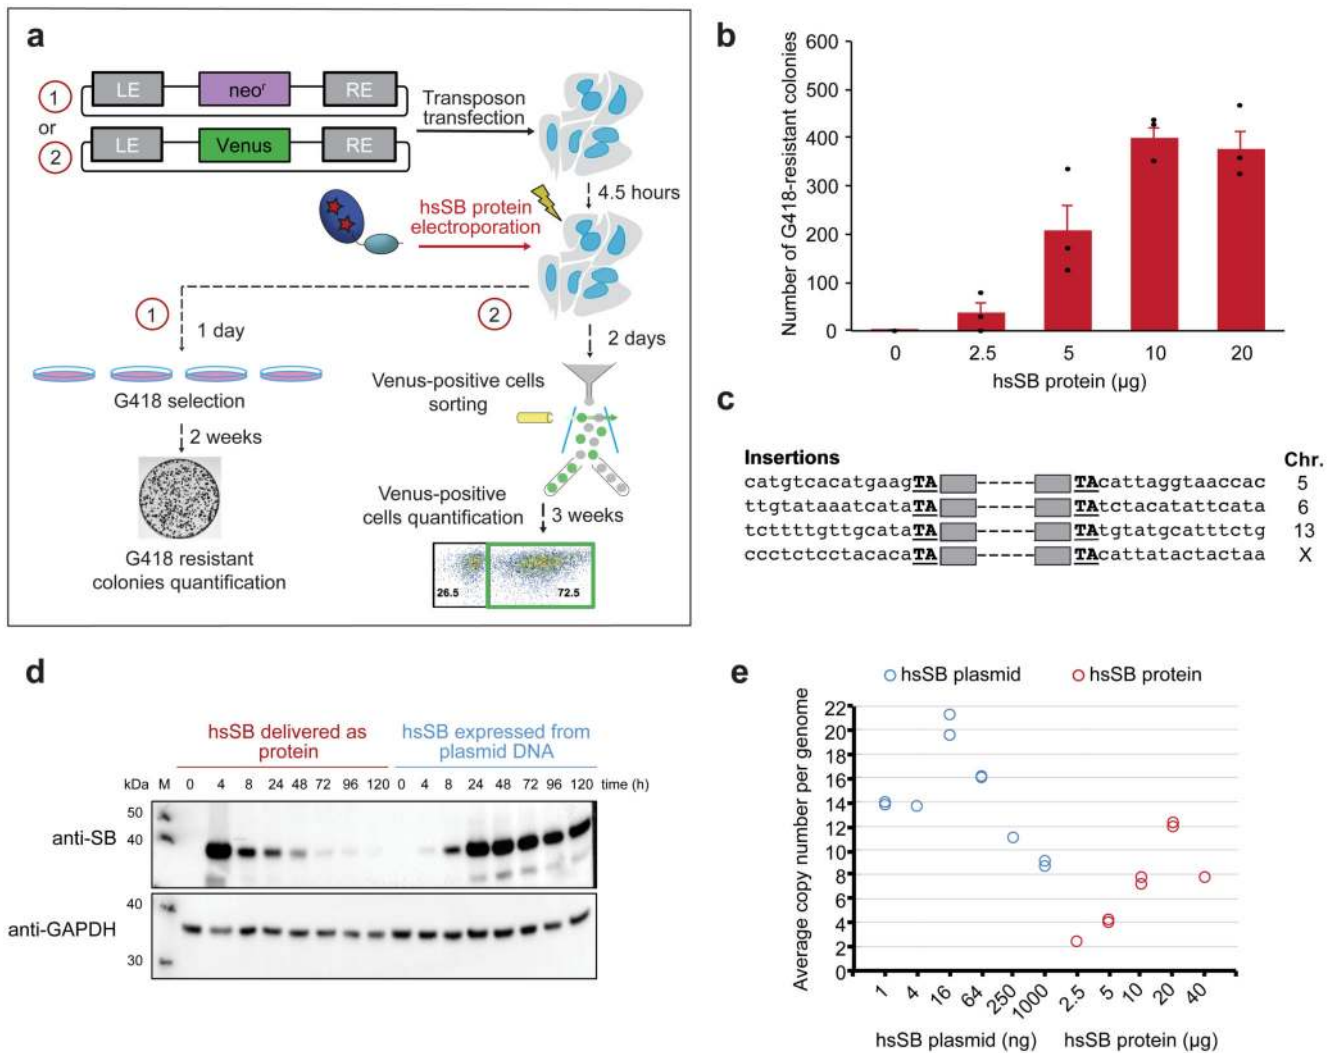 a
1
LE
neoʳ
RE
or
2
LE
Venus
RE
Transposon
transfection
4.5 hours
hsSB protein
electroporation
1
2
1 day
2 days
G418 selection
2 weeks
G418 resistant
colonies quantification
Venus-positive cells
sorting
Venus-positive
cells quantification
3 weeks
26.5
72.5
b
Number of G418-resistant colonies
600
500
400
300
200
100
0
0 2.5 5 10 20
hsSB protein (µg)
c
Insertions
Chr.
catgtcacatgaagTA TAcattaggtaaccac 5
ttgtataaatcataTA TAtctacatattcata 6
tcttttgttgcataTA TAtgtatgcatttctg 13
ccctctcctacacaTA TAcattatactactaa X
d
hsSB delivered as
protein
hsSB expressed from
plasmid DNA
kDa M 0 4 8 24 48 72 96 120 0 4 8 24 48 72 96 120 time (h)
50
anti-SB
40
40
anti-GAPDH
30
e
hsSB plasmid
hsSB protein
Average copy number per genome
22
20
18
16
14
12
10
8
6
4
2
0
1 4 16 64 250 1000 2.5 5 10 20 40
hsSB plasmid (ng)
hsSB protein (µg)